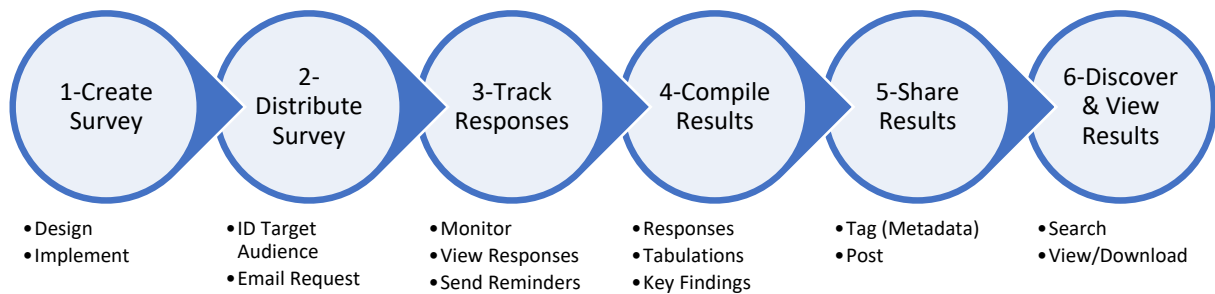 1-Create
Survey
2-
Distribute
Survey
3-Track
Responses
4-Compile
Results
5-Share
Results
6-Discover
& View
Results
•Design
•Implement
•ID Target
Audience
•Email Request
•Monitor
•View Responses
•Send Reminders
•Responses
•Tabulations
•Key Findings
•Tag (Metadata)
•Post
•Search
•View/Download